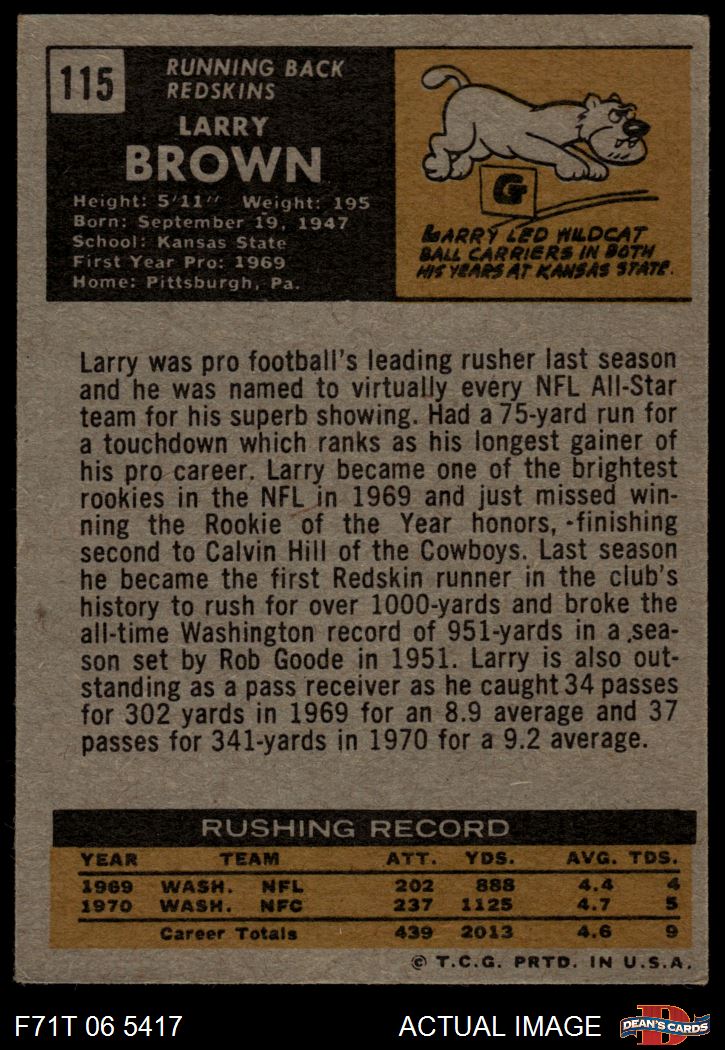 115
RUNNING BACK
REDSKINS
LARRY
BROWN
Height: 5'11" Weight: 195
Born: September 19, 1947
School: Kansas State
First Year Pro: 1969
Home: Pittsburgh, Pa.
G
LARRY LED WILDCAT
BALL CARRIERS IN BOTH
HIS YEARS AT KANSAS STATE.
Larry was pro football's leading rusher last season
and he was named to virtually every NFL All-Star
team for his superb showing. Had a 75-yard run for
a touchdown which ranks as his longest gainer of
his pro career. Larry became one of the brightest
rookies in the NFL in 1969 and just missed win-
ning the Rookie of the Year honors, -finishing
second to Calvin Hill of the Cowboys. Last season
he became the first Redskin runner in the club's
history to rush for over 1000-yards and broke the
all-time Washington record of 951-yards in a sea-
son set by Rob Goode in 1951. Larry is also out-
standing as a pass receiver as he caught 34 passes
for 302 yards in 1969 for an 8.9 average and 37
passes for 341-yards in 1970 for a 9.2 average.
RUSHING RECORD
YEAR TEAM ATT. YDS. AVG. TDS.
1969 WASH. NFL 202 888 4.4 4
1970 WASH. NFC 237 1125 4.7 5
Career Totals 439 2013 4.6 9
© T.C.G. PRTD. IN U.S.A.
F71T 06 5417 ACTUAL IMAGE
D
DEAN'S CARDS